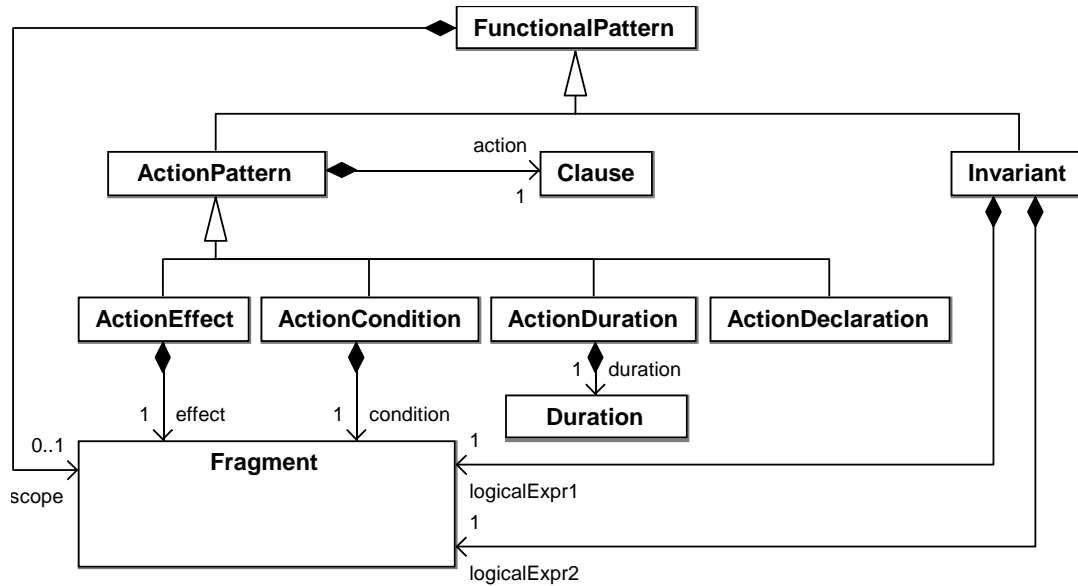 FunctionalPattern
action
ActionPattern
Clause
Invariant
1
ActionEffect
ActionCondition
ActionDuration
ActionDeclaration
1 duration
1 effect
1 condition
Duration
0..1
Fragment
1
scope
logicalExpr1
1
logicalExpr2